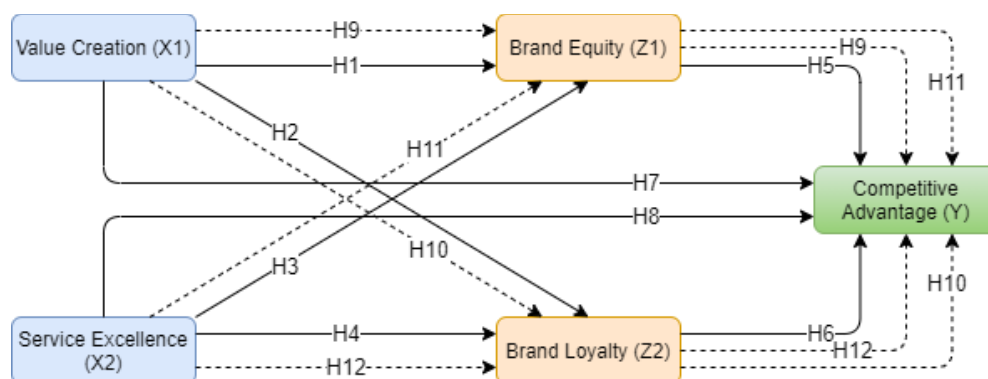 Value Creation (X1)
H9
Brand Equity (Z1)
H9
H1
H5
H11
H2
H11
H7
Competitive
Advantage (Y)
H8
H10
H3
H10
Service Excellence
(X2)
H4
Brand Loyalty (Z2)
H6
H12
H12